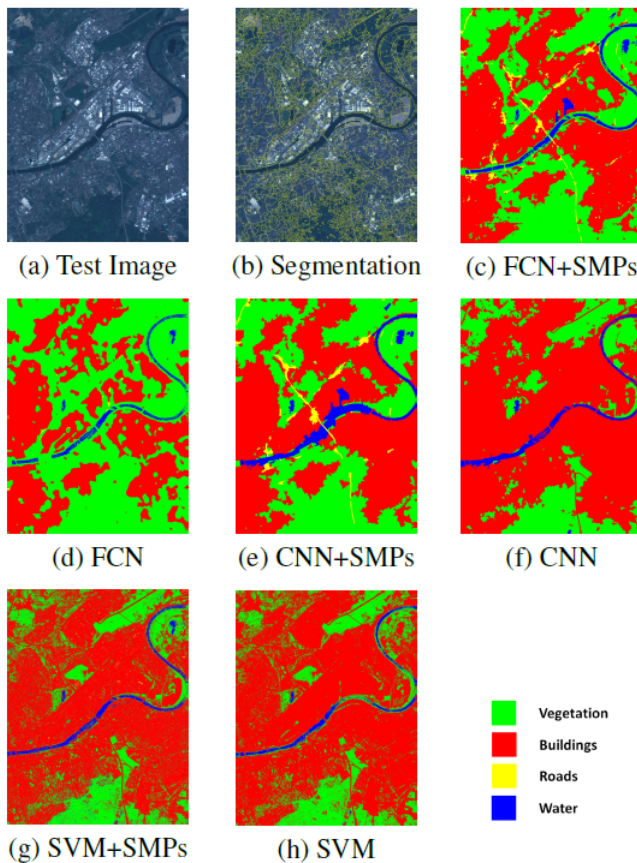 (a) Test Image
(b) Segmentation
(c) FCN+SMPs
(d) FCN
(e) CNN+SMPs
(f) CNN
(g) SVM+SMPs
(h) SVM
Vegetation
Buildings
Roads
Water